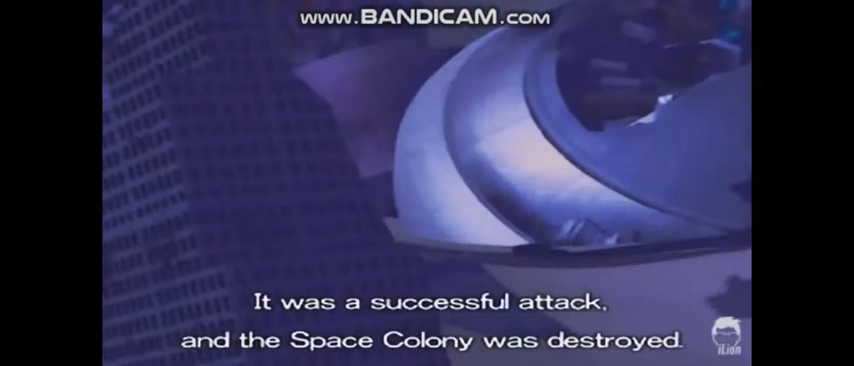 www.BANDICAM.com
It was a successful attack,
and the Space Colony was destroyed.
iLion